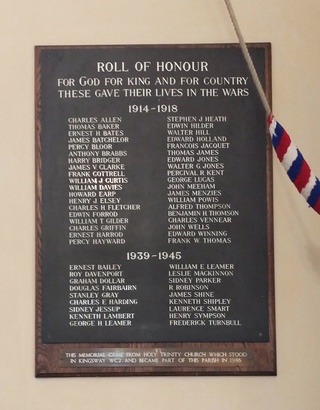 ROLL OF HONOUR
FOR GOD FOR KING AND FOR COUNTRY
THESE GAVE THEIR LIVES IN THE WARS
1914-1918
CHARLES ALLEN
THOMAS BAKER
ERNEST H BATES
JAMES BATCHELOR
PERCY BLOOR
ANTHONY BRABBS
HARRY BRIDGER
JAMES V CLARKE
FRANK COTTRELL
WILLIAM J CURTIS
WILLIAM DAVIES
HOWARD EARP
HENRY J ELSEY
CHARLES H FLETCHER
EDWIN FORROD
WILLIAM T GILDER
CHARLES GRIFFIN
ERNEST HARROD
PERCY HAYWARD
STEPHEN J HEATH
EDWIN HILDER
WALTER HILL
EDWARD HOLLAND
FRANCOIS JACQUET
THOMAS JAMES
EDWARD JONES
WALTER G JONES
PERCIVAL R KENT
GEORGE LUCAS
JOHN MEEHAM
JAMES MENZIES
WILLIAM POWIS
ALFRED THOMPSON
BENJAMIN H THOMSON
CHARLES VENNEAR
JOHN WELLS
EDWARD WINNING
FRANK W. THOMAS
1939-1945
ERNEST BAILEY
ROY DAVENPORT
GRAHAM DOLLAR
DOUGLAS FAIRBAIRN
STANLEY GRAY
CHARLES E HARDING
SIDNEY JESSUP
KENNETH LAMBERT
GEORGE H LEAMER
WILLIAM E LEAMER
LESLIE MACKINNON
SIDNEY PARKER
R ROBINSON
JAMES SHINE
KENNETH SHIPLEY
LAURENCE SMART
HENRY SYMPSON
FREDERICK TURNBULL
THIS MEMORIAL CAME FROM HOLY TRINITY CHURCH WHICH STOOD
IN KINGSWAY WC2 AND BECAME PART OF THIS PARISH IN 1986